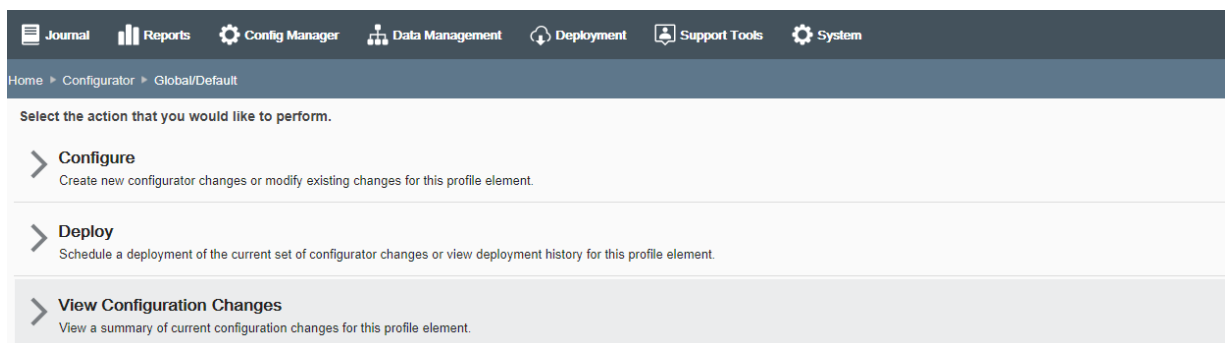 Journal Reports Config Manager Data Management Deployment Support Tools System
Home ▸ Configurator ▸ Global/Default
Select the action that you would like to perform.
Configure
Create new configurator changes or modify existing changes for this profile element.
Deploy
Schedule a deployment of the current set of configurator changes or view deployment history for this profile element.
View Configuration Changes
View a summary of current configuration changes for this profile element.